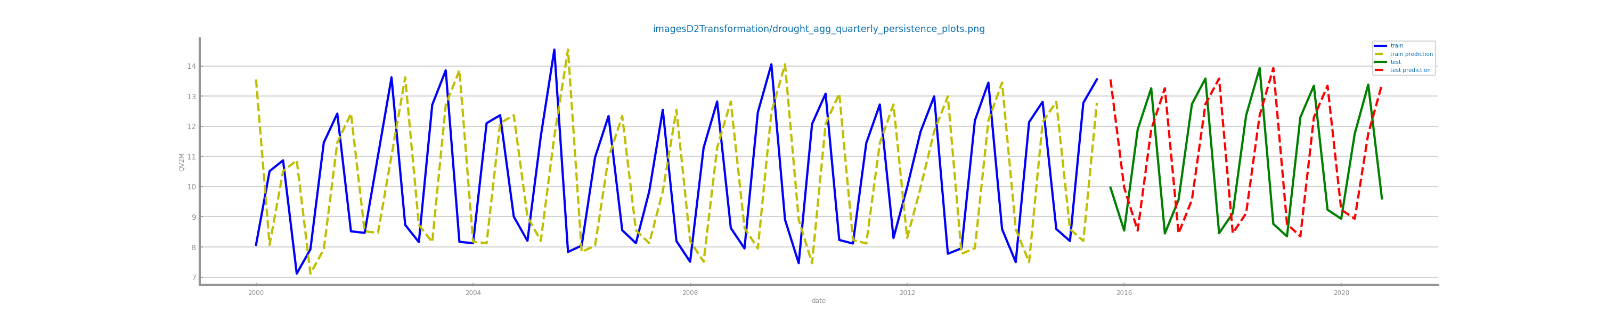 imagesD2Transformation/drought_agg_quarterly_persistence_plots.png
train
train prediction
test
test prediction
14
13
12
11
10
9
8
7
QV2M
2000
2004
2008
2012
2016
2020
date